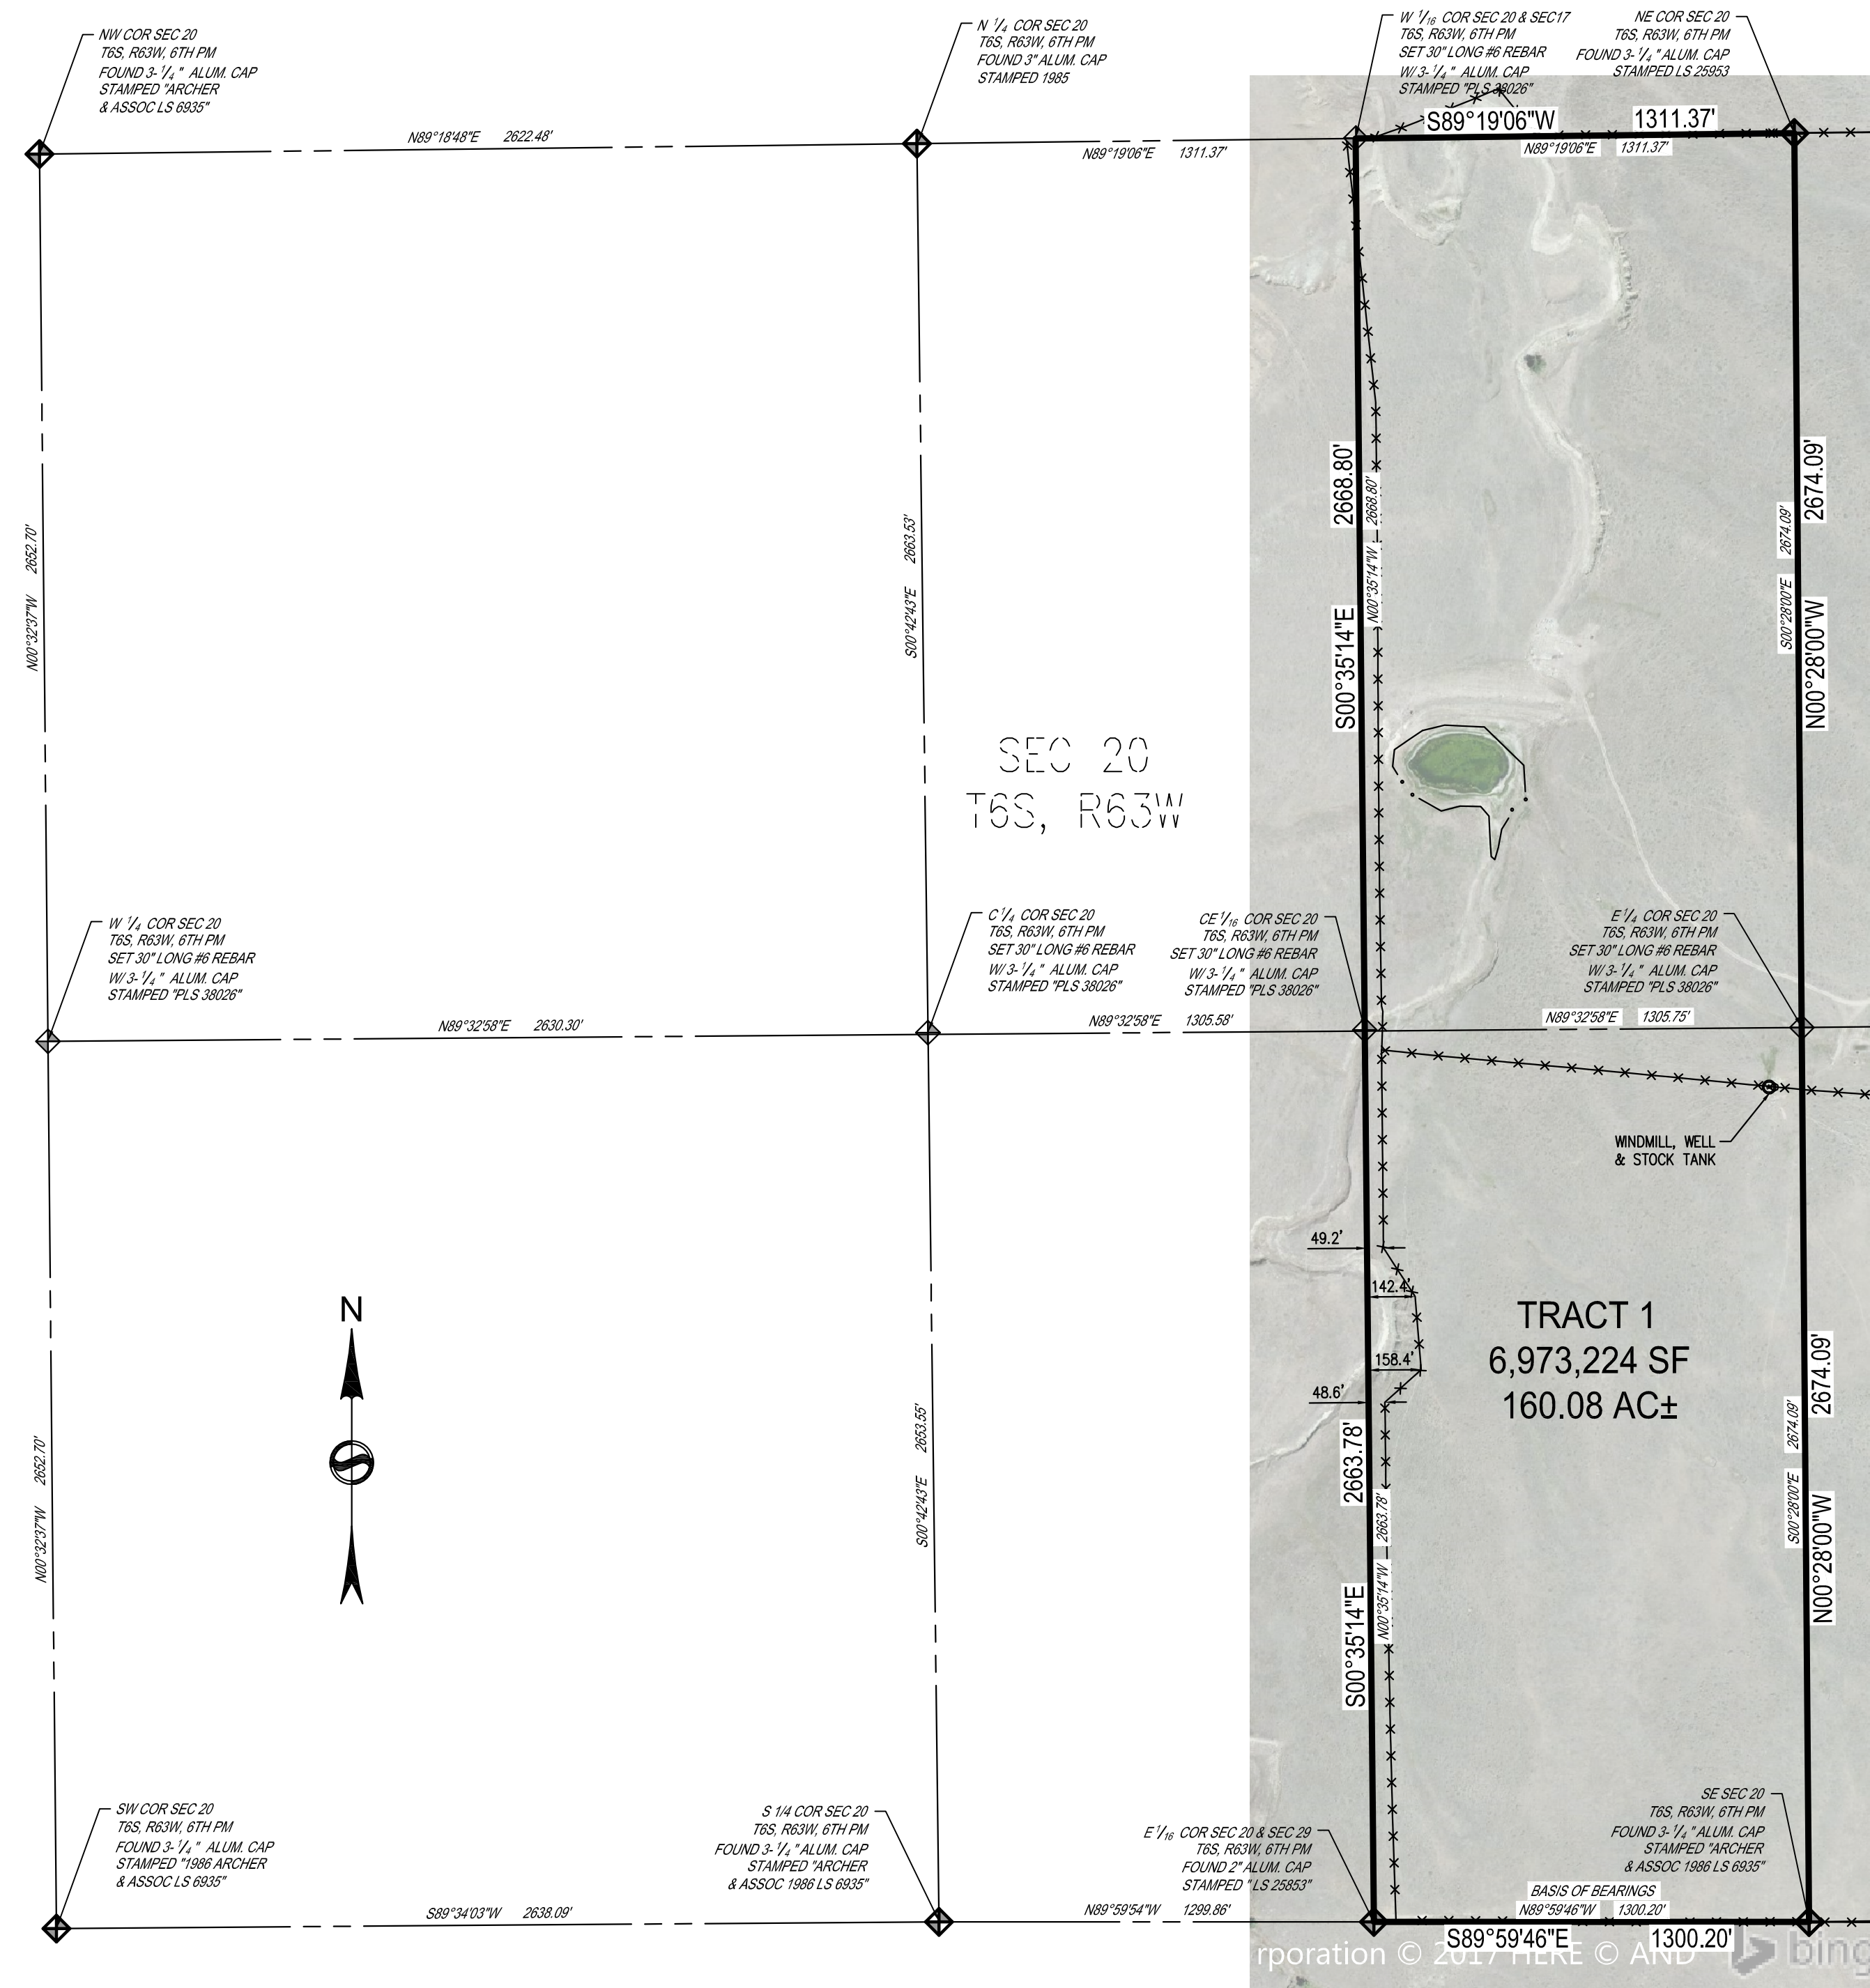 NW COR SEC 20
T6S, R63W, 6TH PM
FOUND 3-1/4" ALUM. CAP
STAMPED "ARCHER
& ASSOC LS 6935"
N 1/4 COR SEC 20
T6S, R63W, 6TH PM
FOUND 3" ALUM. CAP
STAMPED 1985
W 1/16 COR SEC 20 & SEC17
T6S, R63W, 6TH PM
SET 30" LONG #6 REBAR
W/ 3-1/4" ALUM. CAP
STAMPED "PLS 38026"
NE COR SEC 20
T6S, R63W, 6TH PM
FOUND 3-1/4" ALUM. CAP
STAMPED LS 25953
N89°18'48"E 2622.48'
N89°19'06"E 1311.37'
S89°19'06"W 1311.37'
N89°19'06"E 1311.37'
N00°32'37"W 2652.70'
S00°42'43"E 2663.53'
S00°35'14"E 2668.80'
N00°35'14"W 2668.80'
S00°28'00"E 2674.09'
N00°28'00"W 2674.09'
SEC 20
T6S, R63W
W 1/4 COR SEC 20
T6S, R63W, 6TH PM
SET 30" LONG #6 REBAR
W/ 3-1/4" ALUM. CAP
STAMPED "PLS 38026"
C 1/4 COR SEC 20
T6S, R63W, 6TH PM
SET 30" LONG #6 REBAR
W/ 3-1/4" ALUM. CAP
STAMPED "PLS 38026"
CE 1/16 COR SEC 20
T6S, R63W, 6TH PM
SET 30" LONG #6 REBAR
W/ 3-1/4" ALUM. CAP
STAMPED "PLS 38026"
E 1/4 COR SEC 20
T6S, R63W, 6TH PM
SET 30" LONG #6 REBAR
W/ 3-1/4" ALUM. CAP
STAMPED "PLS 38026"
N89°32'58"E 2630.30'
N89°32'58"E 1305.58'
N89°32'58"E 1305.75'
WINDMILL, WELL
& STOCK TANK
49.2'
142.4'
158.4'
48.6'
N
TRACT 1
6,973,224 SF
160.08 AC±
N00°32'37"W 2652.70'
S00°42'43"E 2653.55'
S00°35'14"E 2663.78'
N00°35'14"W 2663.78'
S00°28'00"E 2674.09'
N00°28'00"W 2674.09'
SW COR SEC 20
T6S, R63W, 6TH PM
FOUND 3-1/4" ALUM. CAP
STAMPED "1986 ARCHER
& ASSOC LS 6935"
S 1/4 COR SEC 20
T6S, R63W, 6TH PM
FOUND 3-1/4" ALUM. CAP
STAMPED "ARCHER
& ASSOC 1986 LS 6935"
E 1/16 COR SEC 20 & SEC 29
T6S, R63W, 6TH PM
FOUND 2" ALUM. CAP
STAMPED " LS 25853"
SE SEC 20
T6S, R63W, 6TH PM
FOUND 3-1/4" ALUM. CAP
STAMPED "ARCHER
& ASSOC 1986 LS 6935"
BASIS OF BEARINGS
S89°34'03"W 2638.09'
N89°59'54"W 1299.86'
N89°59'46"W 1300.20'
S89°59'46"E 1300.20'
rporation © 2017 HERE © AND
bing